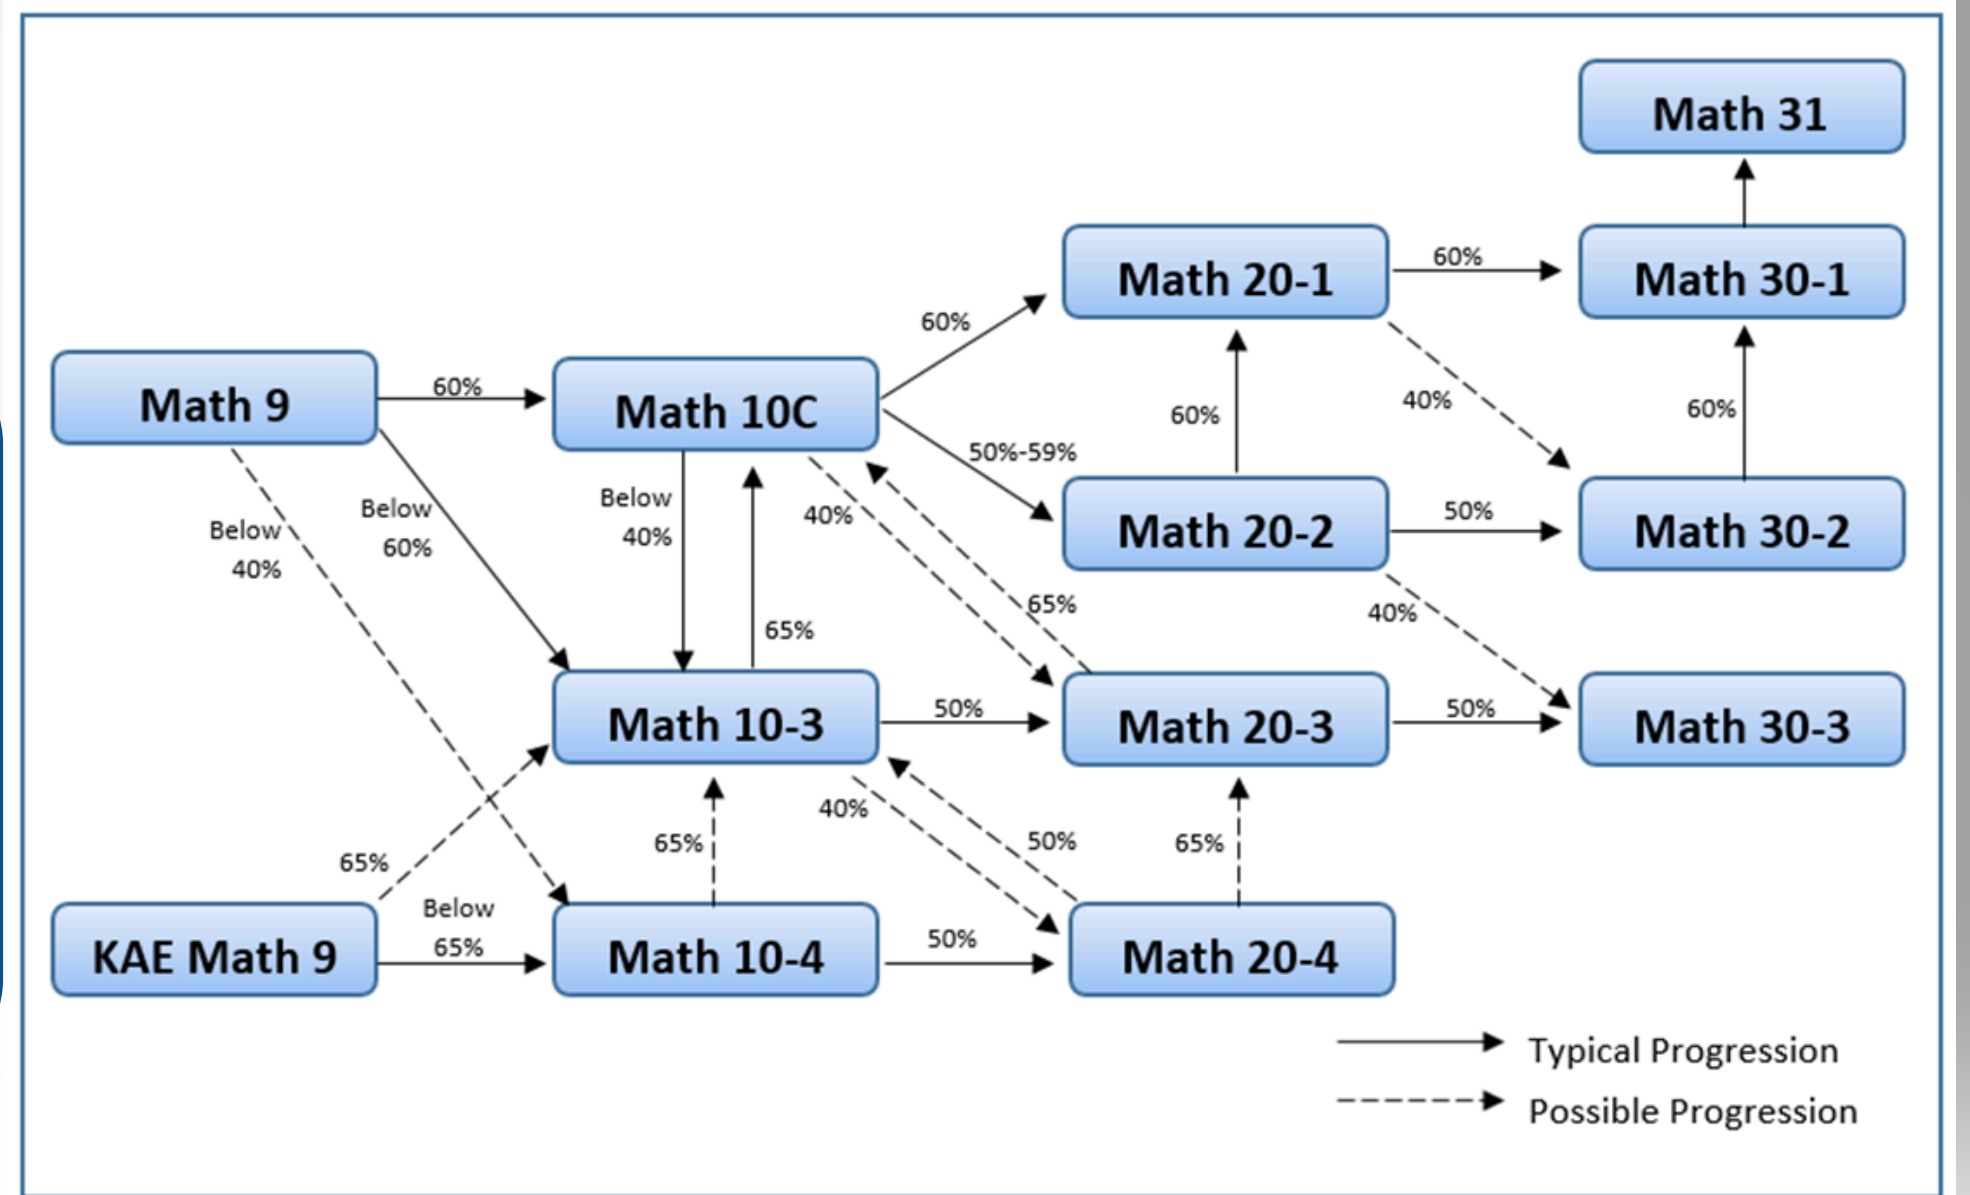 Math 31
Math 20-1
60%
Math 30-1
60%
Math 9
60%
Math 10C
60%
40%
60%
50%-59%
Below
60%
Below
40%
40%
Math 20-2
50%
Math 30-2
Below
40%
65%
65%
40%
Math 10-3
50%
Math 20-3
50%
Math 30-3
65%
65%
40%
50%
65%
KAE Math 9
Below
65%
Math 10-4
50%
Math 20-4
Typical Progression
Possible Progression